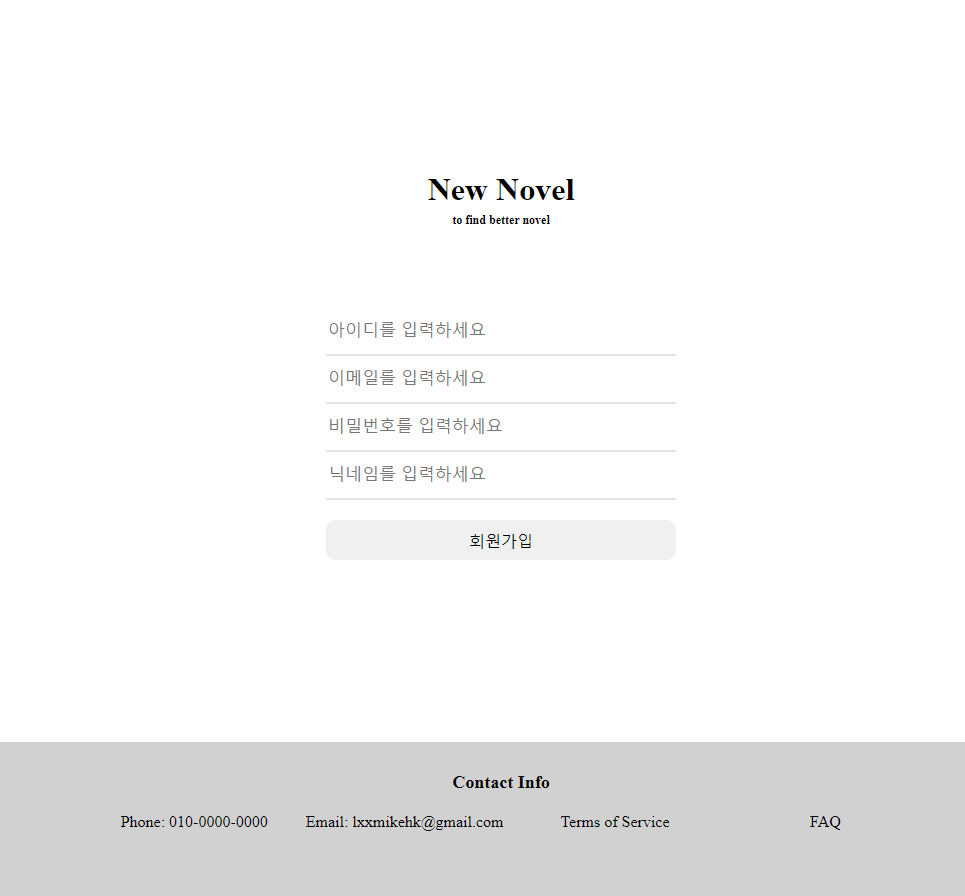 New Novel
to find better novel
아이디를 입력하세요
이메일를 입력하세요
비밀번호를 입력하세요
닉네임를 입력하세요
회원가입
Contact Info
Phone: 010-0000-0000 Email: lxxmikehk@gmail.com Terms of Service FAQ